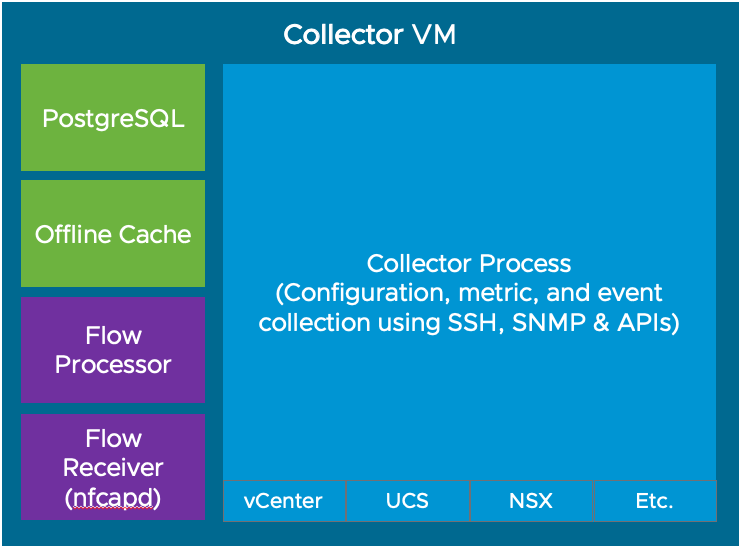 Collector VM
PostgreSQL
Offline Cache
Flow
Processor
Flow
Receiver
(nfcapd)
Collector Process
(Configuration, metric, and event
collection using SSH, SNMP & APIs)
vCenter
UCS
NSX
Etc.